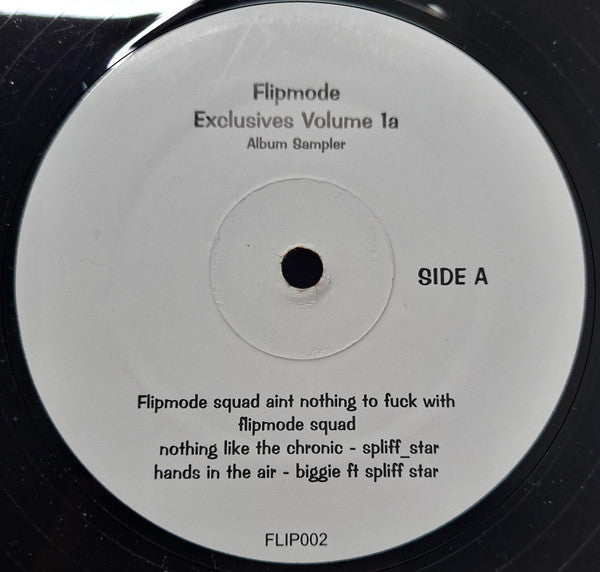 Flipmode
Exclusives Volume 1a
Album Sampler
SIDE A
Flipmode squad aint nothing to fuck with
flipmode squad
nothing like the chronic - spliff_star
hands in the air - biggie ft spliff star
FLIP002